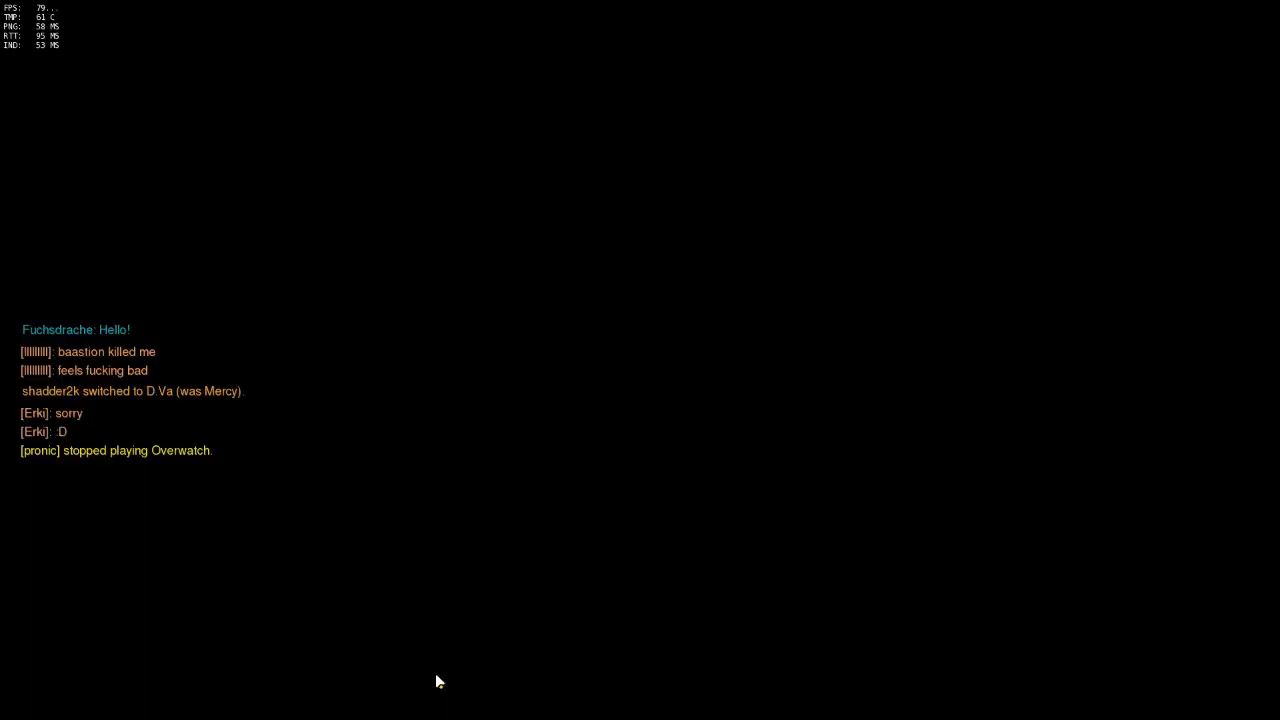 FPS: 79...
TMP: 61 C
PNG: 58 MS
RTT: 95 MS
IND: 53 MS
Fuchsdrache: Hello!
[lllllllll]: baastion killed me
[lllllllll]: feels fucking bad
shadder2k switched to D.Va (was Mercy).
[Erki]: sorry
[Erki]: :D
[pronic] stopped playing Overwatch.